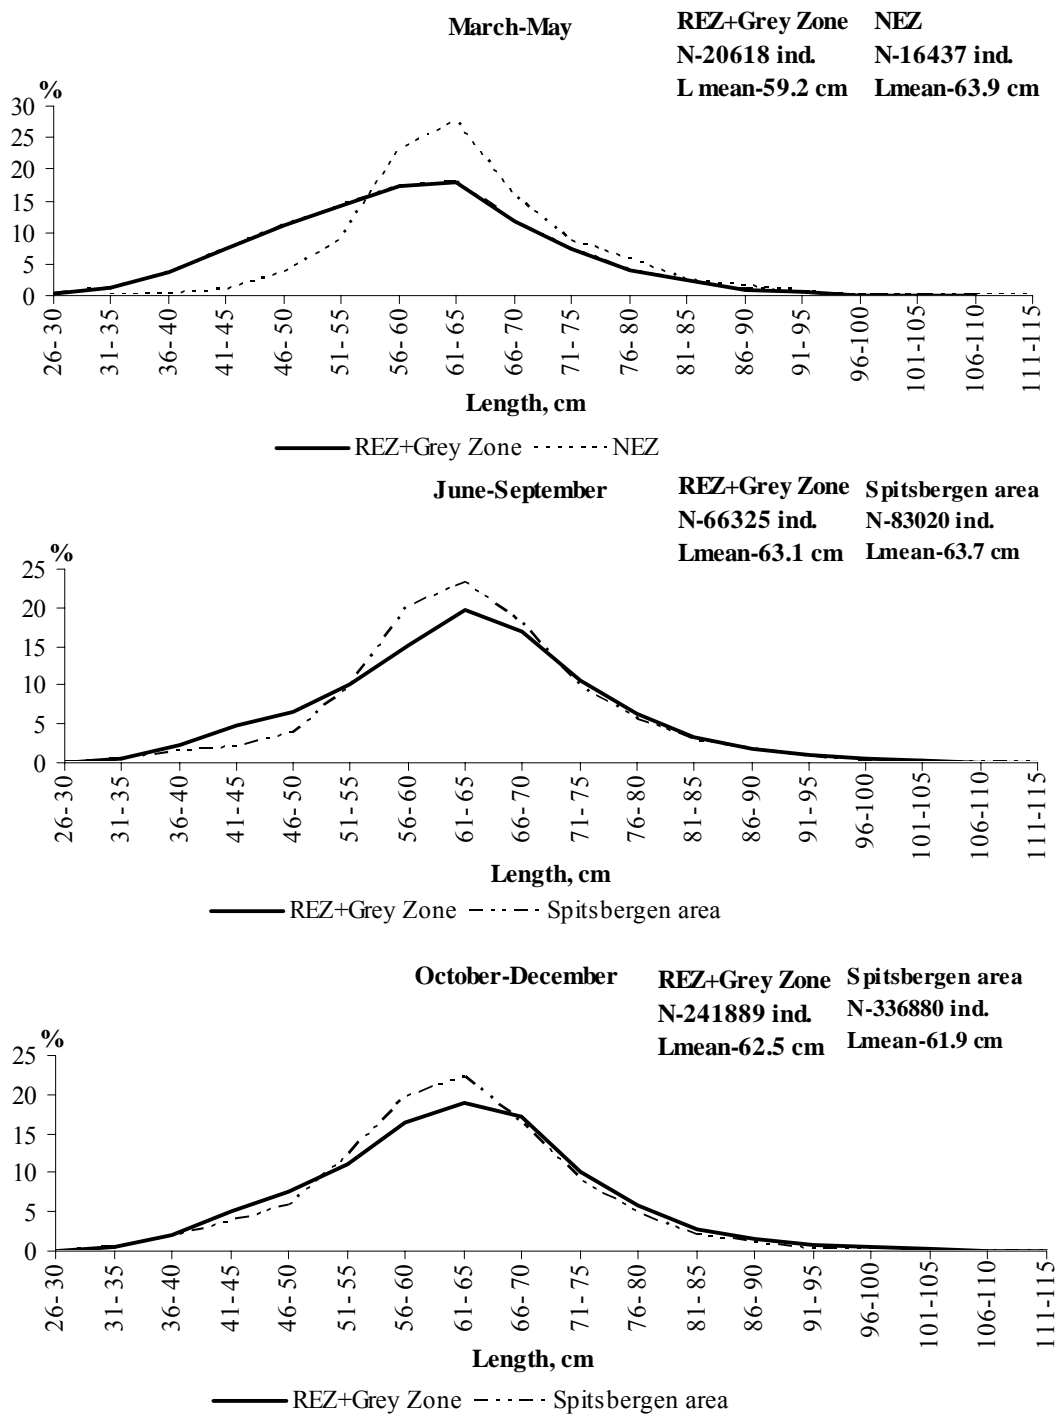 March-May
REZ+Grey Zone NEZ
N-20618 ind. N-16437 ind.
L mean-59.2 cm Lmean-63.9 cm
%
30
25
20
15
10
5
0
26-30 31-35 36-40 41-45 46-50 51-55 56-60 61-65 66-70 71-75 76-80 81-85 86-90 91-95 96-100 101-105 106-110 111-115
Length, cm
REZ+Grey Zone NEZ
June-September
REZ+Grey Zone Spitsbergen area
N-66325 ind. N-83020 ind.
Lmean-63.1 cm Lmean-63.7 cm
%
25
20
15
10
5
0
26-30 31-35 36-40 41-45 46-50 51-55 56-60 61-65 66-70 71-75 76-80 81-85 86-90 91-95 96-100 101-105 106-110 111-115
Length, cm
REZ+Grey Zone Spitsbergen area
October-December
REZ+Grey Zone Spitsbergen area
N-241889 ind. N-336880 ind.
Lmean-62.5 cm Lmean-61.9 cm
%
25
20
15
10
5
0
26-30 31-35 36-40 41-45 46-50 51-55 56-60 61-65 66-70 71-75 76-80 81-85 86-90 91-95 96-100 101-105 106-110 111-115
Length, cm
REZ+Grey Zone Spitsbergen area